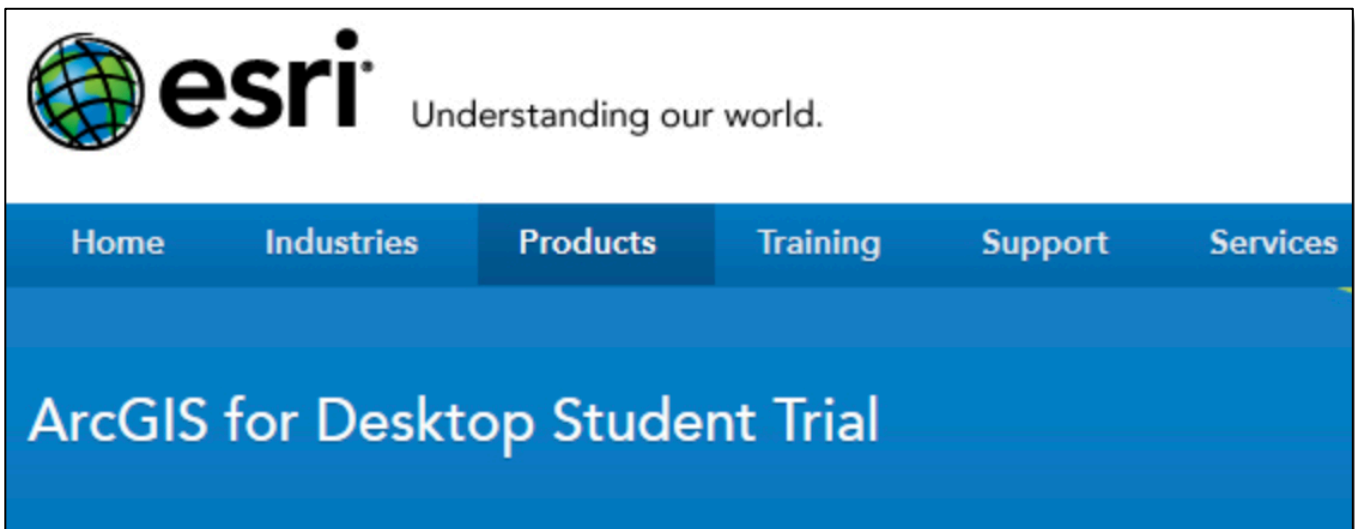 esri®
Understanding our world.
Home Industries Products Training Support Services
ArcGIS for Desktop Student Trial